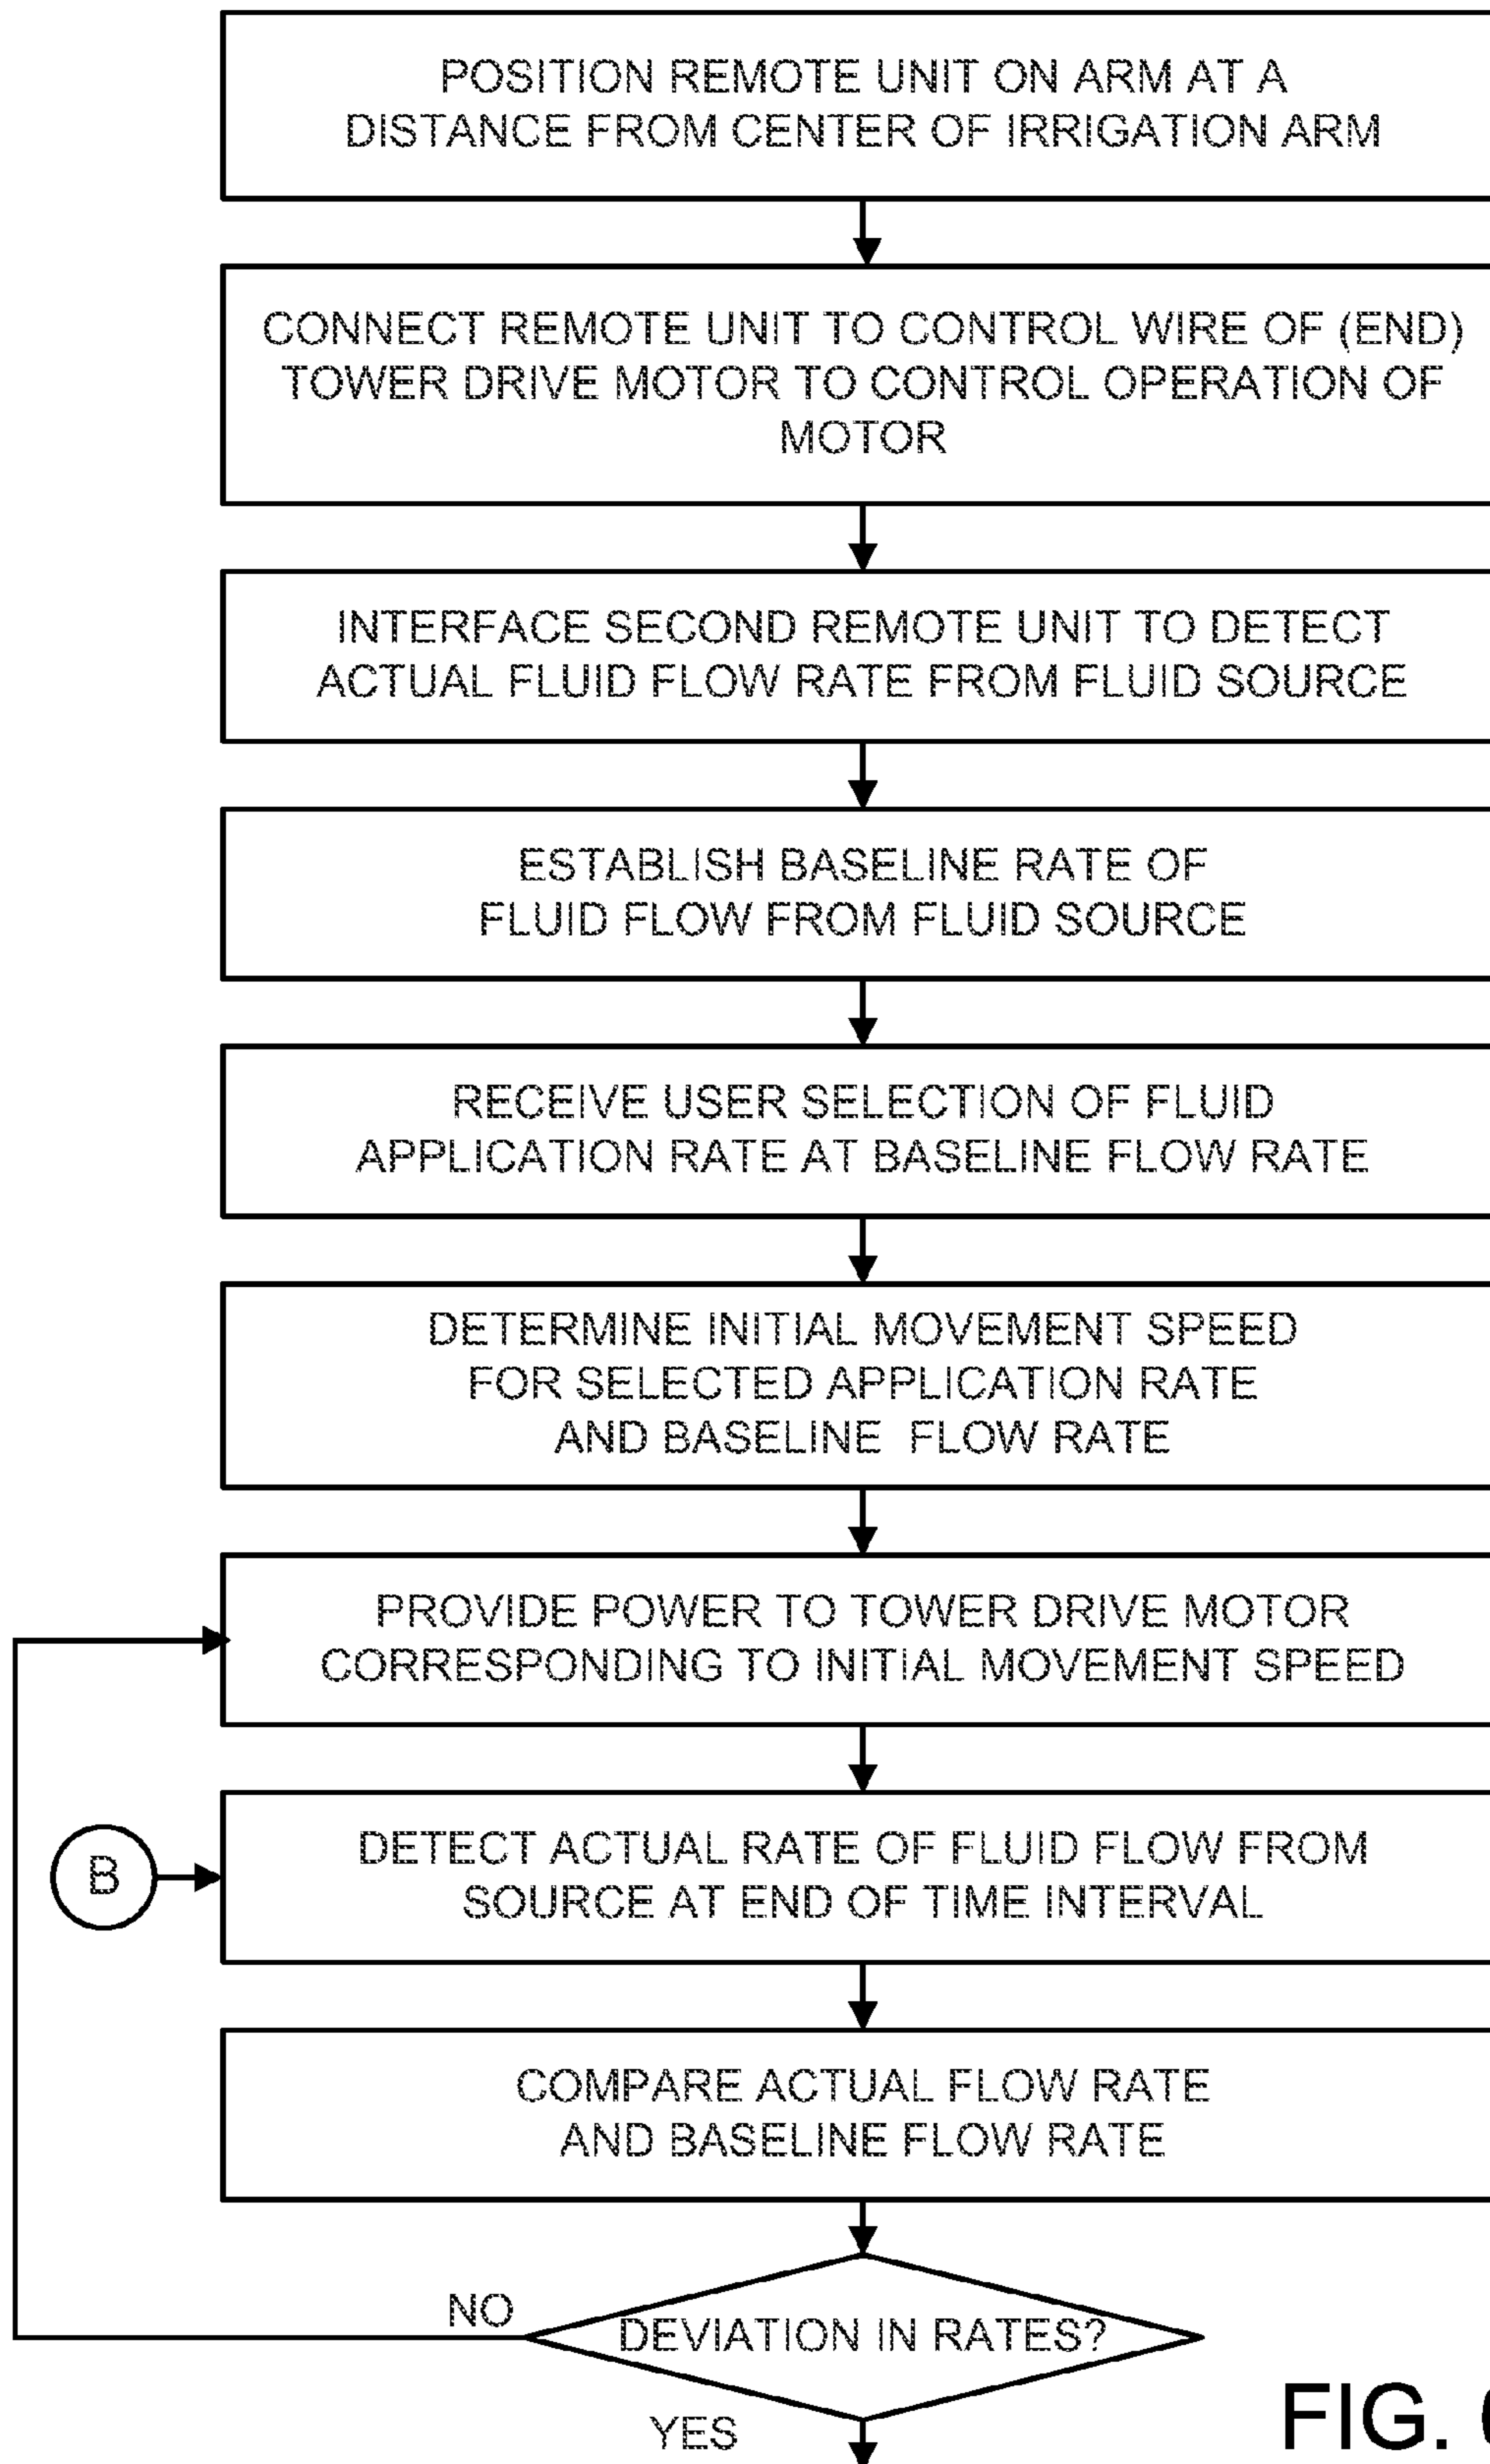 POSITION REMOTE UNIT ON ARM AT A
DISTANCE FROM CENTER OF IRRIGATION ARM
CONNECT REMOTE UNIT TO CONTROL WIRE OF (END)
TOWER DRIVE MOTOR TO CONTROL OPERATION OF
MOTOR
INTERFACE SECOND REMOTE UNIT TO DETECT
ACTUAL FLUID FLOW RATE FROM FLUID SOURCE
ESTABLISH BASELINE RATE OF
FLUID FLOW FROM FLUID SOURCE
RECEIVE USER SELECTION OF FLUID
APPLICATION RATE AT BASELINE FLOW RATE
DETERMINE INITIAL MOVEMENT SPEED
FOR SELECTED APPLICATION RATE
AND BASELINE FLOW RATE
PROVIDE POWER TO TOWER DRIVE MOTOR
CORRESPONDING TO INITIAL MOVEMENT SPEED
B
DETECT ACTUAL RATE OF FLUID FLOW FROM
SOURCE AT END OF TIME INTERVAL
COMPARE ACTUAL FLOW RATE
AND BASELINE FLOW RATE
NO
DEVIATION IN RATES?
YES
FIG.